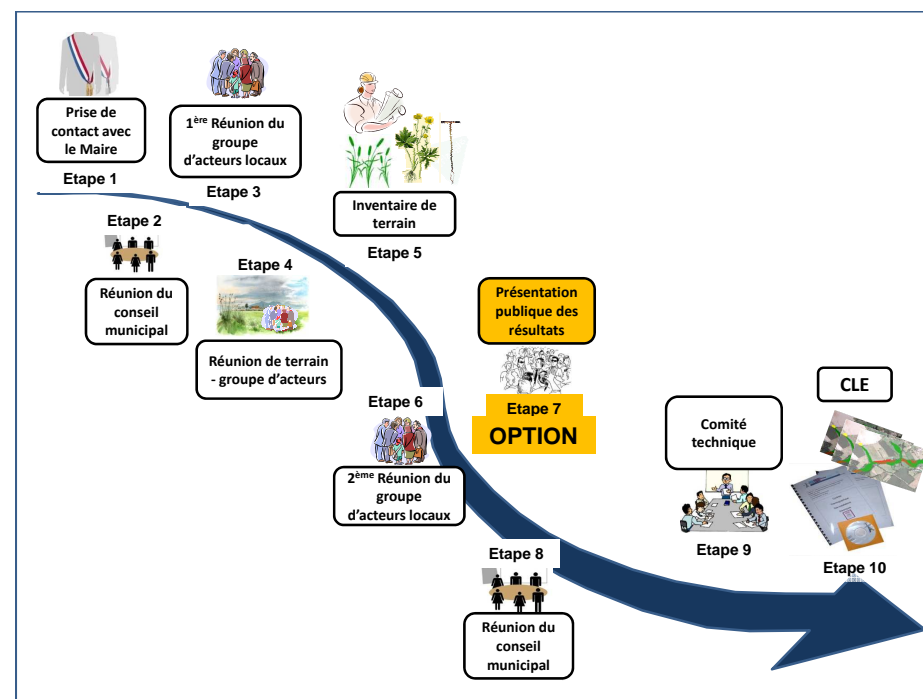 Prise de
contact avec
le Maire
Etape 1
Etape 2
Réunion du
conseil
municipal
1ère Réunion du
groupe
d'acteurs locaux
Etape 3
Etape 4
Réunion de terrain
- groupe d'acteurs
Inventaire de
terrain
Etape 5
Etape 6
2ème Réunion du
groupe
d'acteurs locaux
Présentation
publique des
résultats
Etape 7
OPTION
Etape 8
Réunion du
conseil
municipal
Comité
technique
Etape 9
CLE
Etape 10